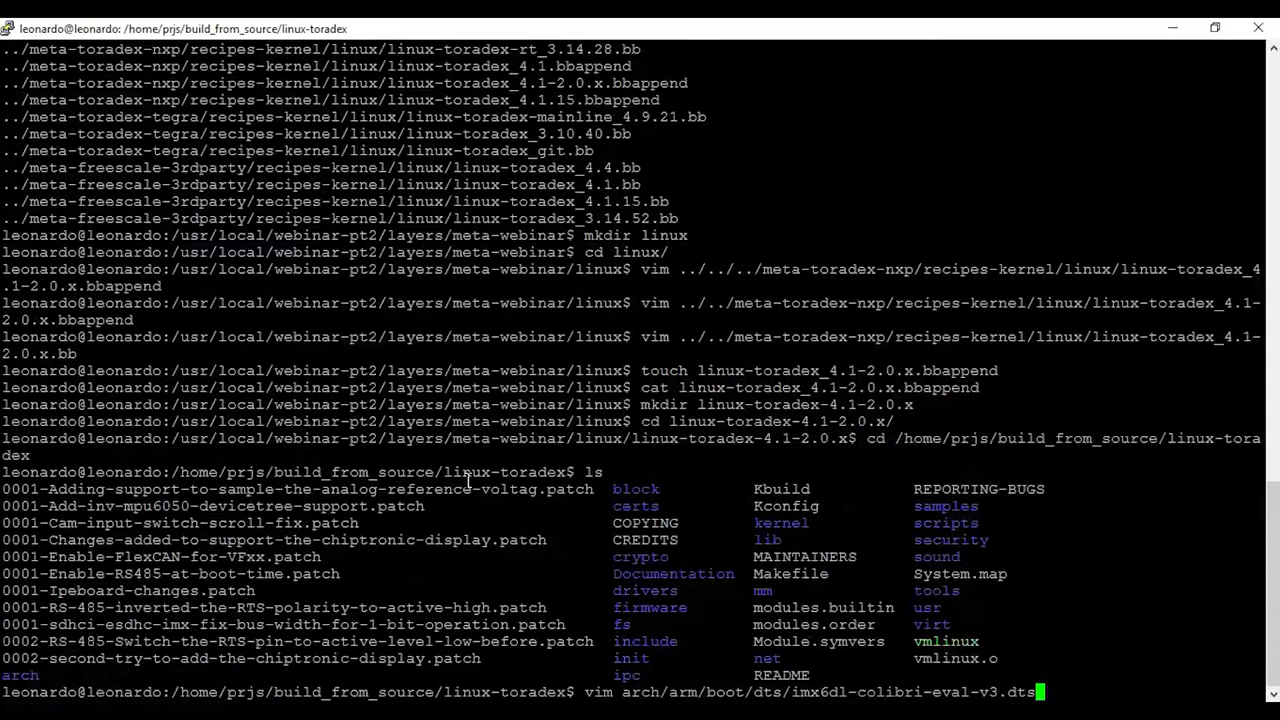 leonardo@leonardo: /home/prjs/build_from_source/linux-toradex
../meta-toradex-nxp/recipes-kernel/linux/linux-toradex-rt_3.14.28.bb
../meta-toradex-nxp/recipes-kernel/linux/linux-toradex_4.1.bbappend
../meta-toradex-nxp/recipes-kernel/linux/linux-toradex_4.1-2.0.x.bbappend
../meta-toradex-nxp/recipes-kernel/linux/linux-toradex_4.1.15.bbappend
../meta-toradex-tegra/recipes-kernel/linux/linux-toradex-mainline_4.9.21.bb
../meta-toradex-tegra/recipes-kernel/linux/linux-toradex_3.10.40.bb
../meta-toradex-tegra/recipes-kernel/linux/linux-toradex_git.bb
../meta-freescale-3rdparty/recipes-kernel/linux/linux-toradex_4.4.bb
../meta-freescale-3rdparty/recipes-kernel/linux/linux-toradex_4.1.bb
../meta-freescale-3rdparty/recipes-kernel/linux/linux-toradex_4.1.15.bb
../meta-freescale-3rdparty/recipes-kernel/linux/linux-toradex_3.14.52.bb
leonardo@leonardo:/usr/local/webinar-pt2/layers/meta-webinar$ mkdir linux
leonardo@leonardo:/usr/local/webinar-pt2/layers/meta-webinar$ cd linux/
leonardo@leonardo:/usr/local/webinar-pt2/layers/meta-webinar/linux$ vim ../../../meta-toradex-nxp/recipes-kernel/linux/linux-toradex_4
.1-2.0.x.bbappend
leonardo@leonardo:/usr/local/webinar-pt2/layers/meta-webinar/linux$ vim ../../meta-toradex-nxp/recipes-kernel/linux/linux-toradex_4.1-
2.0.x.bbappend
leonardo@leonardo:/usr/local/webinar-pt2/layers/meta-webinar/linux$ vim ../../meta-toradex-nxp/recipes-kernel/linux/linux-toradex_4.1-
2.0.x.bb
leonardo@leonardo:/usr/local/webinar-pt2/layers/meta-webinar/linux$ touch linux-toradex_4.1-2.0.x.bbappend
leonardo@leonardo:/usr/local/webinar-pt2/layers/meta-webinar/linux$ cat linux-toradex_4.1-2.0.x.bbappend
leonardo@leonardo:/usr/local/webinar-pt2/layers/meta-webinar/linux$ mkdir linux-toradex-4.1-2.0.x
leonardo@leonardo:/usr/local/webinar-pt2/layers/meta-webinar/linux$ cd linux-toradex-4.1-2.0.x/
leonardo@leonardo:/usr/local/webinar-pt2/layers/meta-webinar/linux/linux-toradex-4.1-2.0.x$ cd /home/prjs/build_from_source/linux-tora
dex
leonardo@leonardo:/home/prjs/build_from_source/linux-toradex$ ls
0001-Adding-support-to-sample-the-analog-reference-voltag.patch block Kbuild REPORTING-BUGS
0001-Add-inv-mpu6050-devicetree-support.patch certs Kconfig samples
0001-Cam-input-switch-scroll-fix.patch COPYING kernel scripts
0001-Changes-added-to-support-the-chiptronic-display.patch CREDITS lib security
0001-Enable-FlexCAN-for-VFxx.patch crypto MAINTAINERS sound
0001-Enable-RS485-at-boot-time.patch Documentation Makefile System.map
0001-Ipeboard-changes.patch drivers mm tools
0001-RS-485-inverted-the-RTS-polarity-to-active-high.patch firmware modules.builtin usr
0001-sdhci-esdhc-imx-fix-bus-width-for-1-bit-operation.patch fs modules.order virt
0002-RS-485-Switch-the-RTS-pin-to-active-level-low-before.patch include Module.symvers vmlinux
0002-second-try-to-add-the-chiptronic-display.patch init net vmlinux.o
arch ipc README
leonardo@leonardo:/home/prjs/build_from_source/linux-toradex$ vim arch/arm/boot/dts/imx6dl-colibri-eval-v3.dts